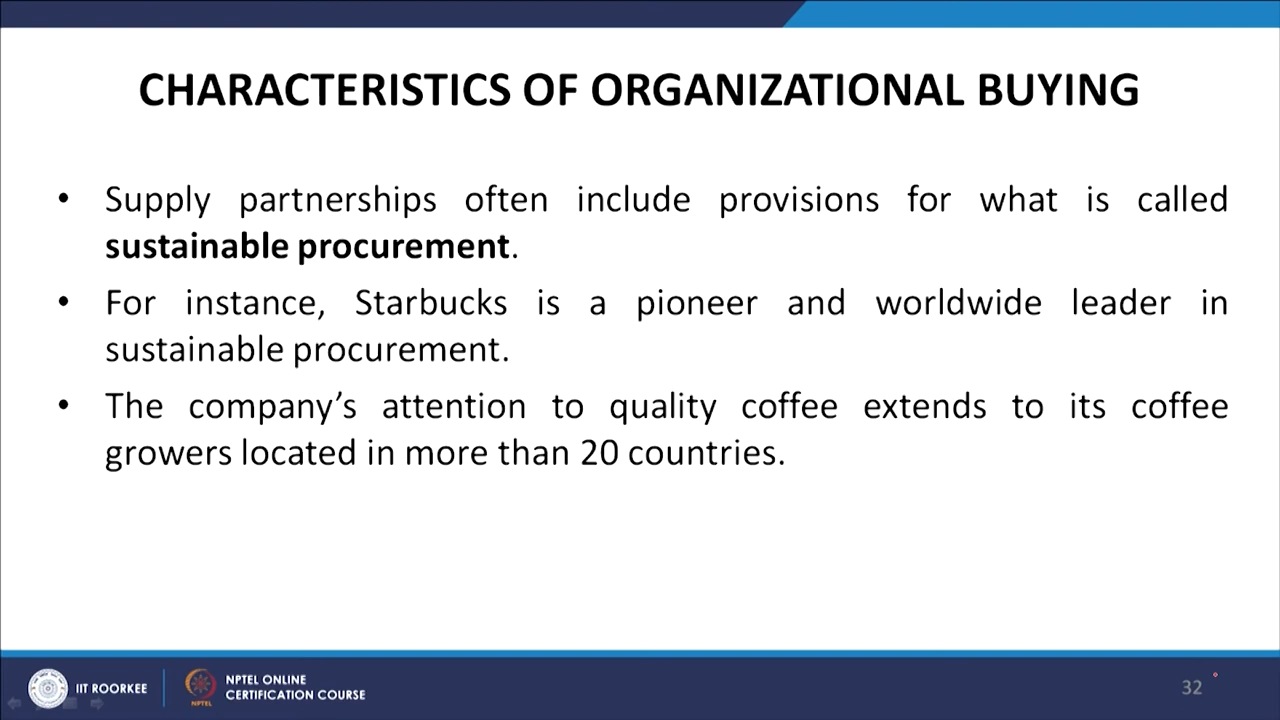 CHARACTERISTICS OF ORGANIZATIONAL BUYING
• Supply partnerships often include provisions for what is called
sustainable procurement.
• For instance, Starbucks is a pioneer and worldwide leader in
sustainable procurement.
• The company’s attention to quality coffee extends to its coffee
growers located in more than 20 countries.
IIT ROORKEE
NPTEL
NPTEL ONLINE
CERTIFICATION COURSE
32